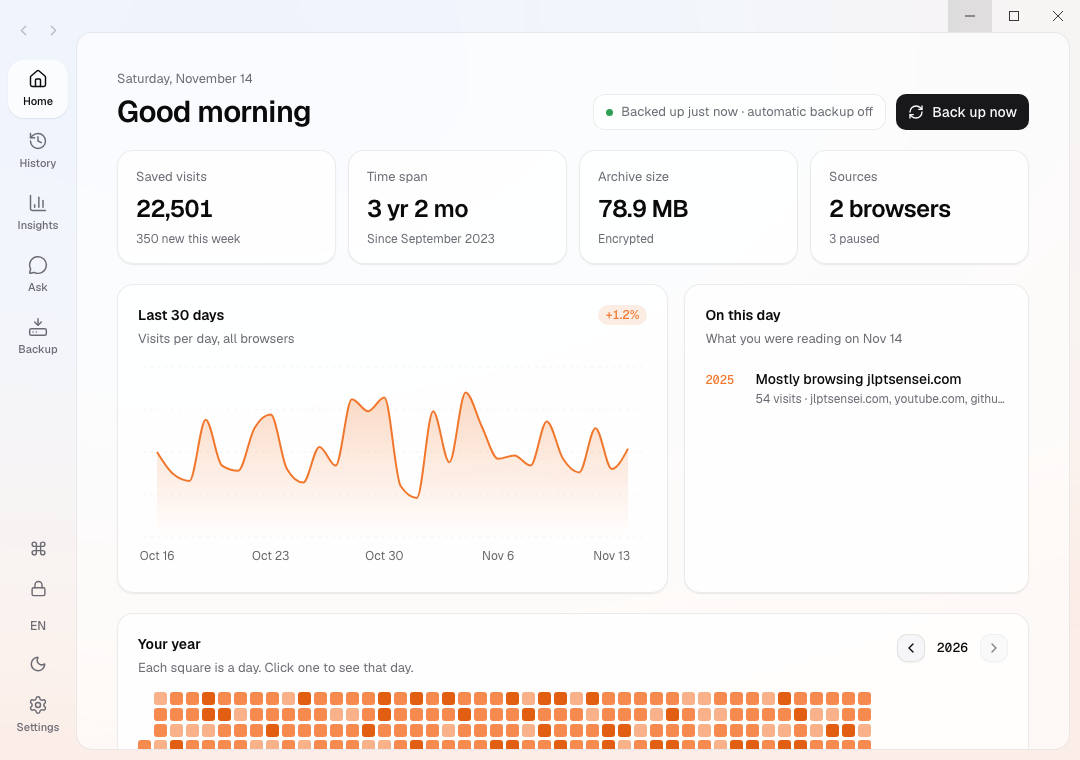 Home
History
Insights
Ask
Backup
EN
Settings
Saturday, November 14
Good morning
Backed up just now · automatic backup off
Back up now
Saved visits
22,501
350 new this week
Time span
3 yr 2 mo
Since September 2023
Archive size
78.9 MB
Encrypted
Sources
2 browsers
3 paused
Last 30 days
+1.2%
Visits per day, all browsers
Oct 16
Oct 23
Oct 30
Nov 6
Nov 13
On this day
What you were reading on Nov 14
2025
Mostly browsing jlptsensei.com
54 visits · jlptsensei.com, youtube.com, githu…
Your year
Each square is a day. Click one to see that day.
2026